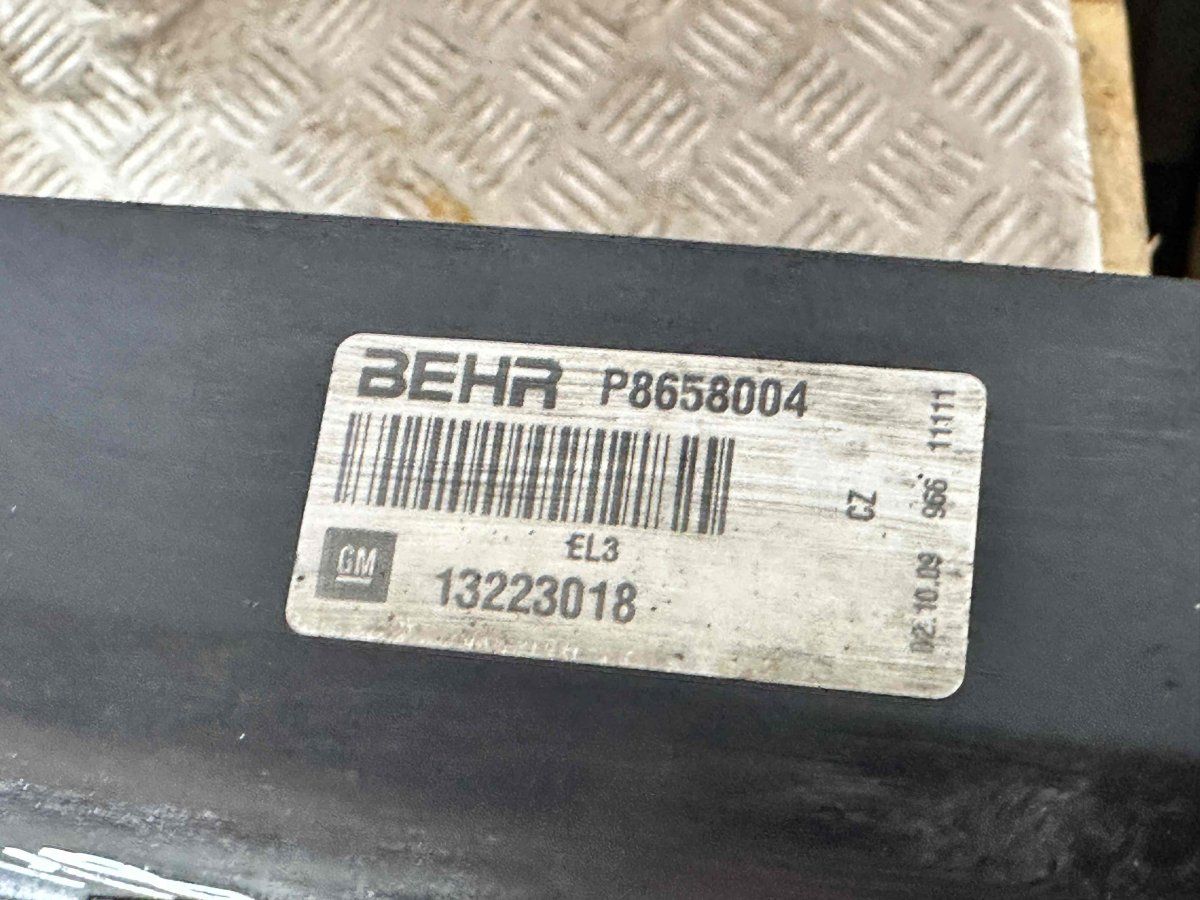 BEHR P8658004
EL3
GM 13223018
CZ
02.10.09 966 11111